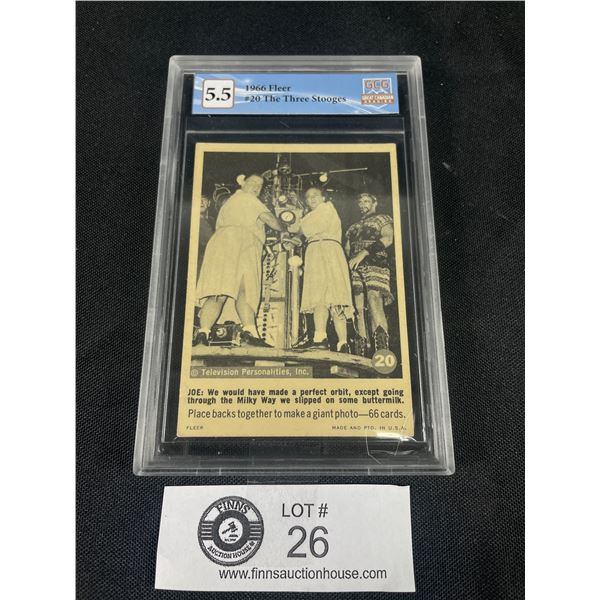 5.5
1966 Fleer
#20 The Three Stooges
GCG
GREAT CANADIAN
GRADING
20
© Television Personalities, Inc.
JOE: We would have made a perfect orbit, except going
through the Milky Way we slipped on some buttermilk.
Place backs together to make a giant photo—66 cards.
FLEER MADE AND PTD. IN U.S.A.
FINNS
AUCTION HOUSE
LOT #
26
www.finnsauctionhouse.com